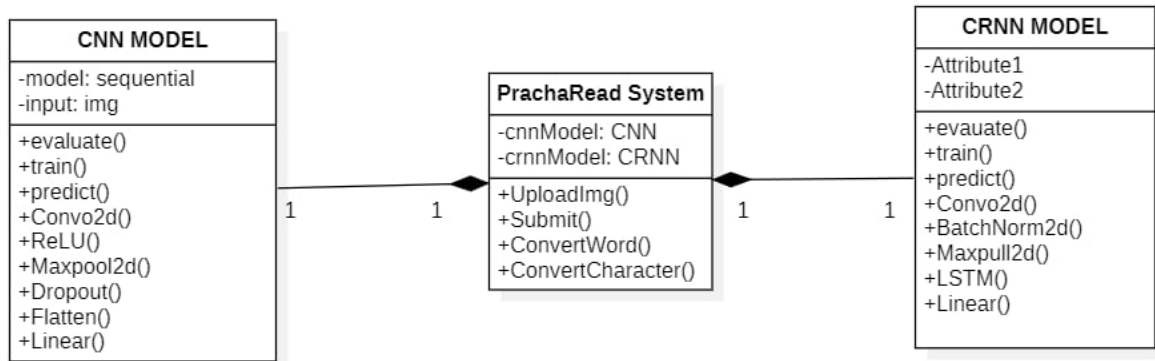 CNN MODEL
-model: sequential
-input: img
+evaluate()
+train()
+predict()
+Convo2d()
+ReLU()
+Maxpool2d()
+Dropout()
+Flatten()
+Linear()
1
1
PrachaRead System
-cnnModel: CNN
-crnnModel: CRNN
+UploadImg()
+Submit()
+ConvertWord()
+ConvertCharacter()
1
1
CRNN MODEL
-Attribute1
-Attribute2
+evauate()
+train()
+predict()
+Convo2d()
+BatchNorm2d()
+Maxpull2d()
+LSTM()
+Linear()